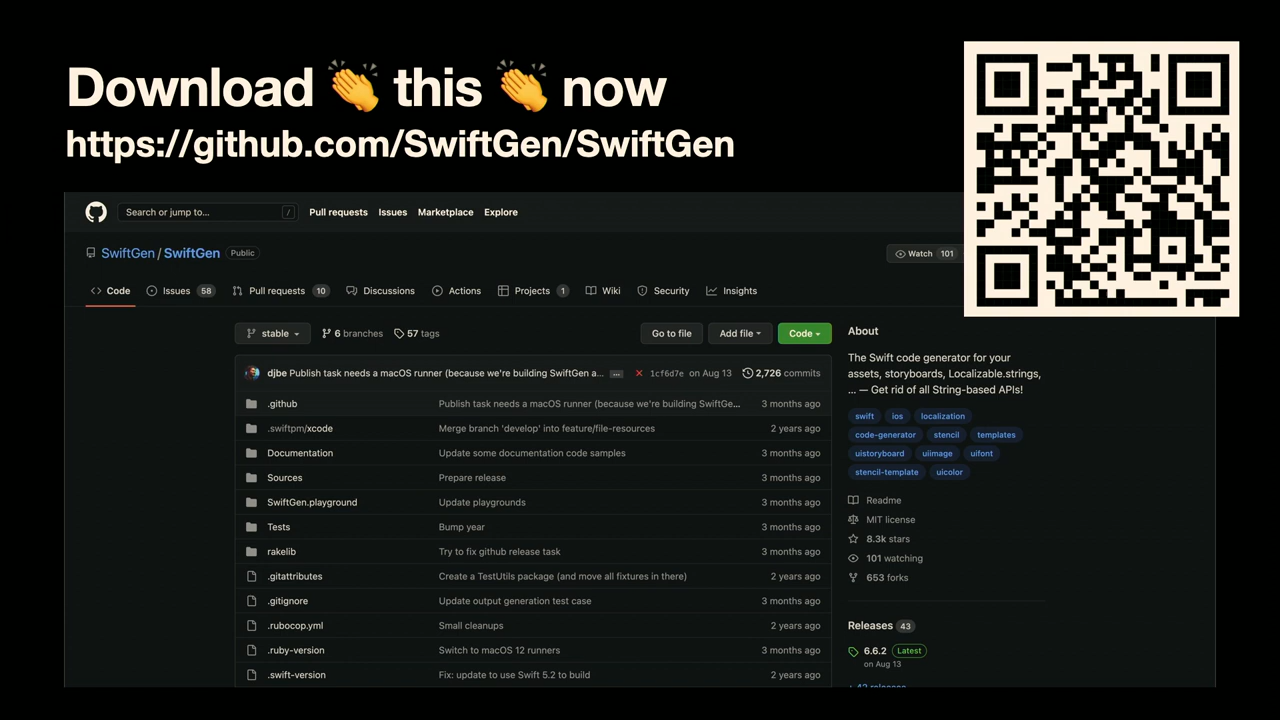 Download 👏 this 👏 now
https://github.com/SwiftGen/SwiftGen
Search or jump to... /
Pull requests Issues Marketplace Explore
SwiftGen / SwiftGen Public
Watch 101
Code Issues 58 Pull requests 10 Discussions Actions Projects 1 Wiki Security Insights
stable 6 branches 57 tags Go to file Add file Code
djbe Publish task needs a macOS runner (because we're building SwiftGen a... ... 1cf6d7e on Aug 13 2,726 commits
.github Publish task needs a macOS runner (because we're building SwiftGe... 3 months ago
.swiftpm/xcode Merge branch 'develop' into feature/file-resources 2 years ago
Documentation Update some documentation code samples 3 months ago
Sources Prepare release 3 months ago
SwiftGen.playground Update playgrounds 3 months ago
Tests Bump year 3 months ago
rakelib Try to fix github release task 3 months ago
.gitattributes Create a TestUtils package (and move all fixtures in there) 2 years ago
.gitignore Update output generation test case 3 months ago
.rubocop.yml Small cleanups 2 years ago
.ruby-version Switch to macOS 12 runners 3 months ago
.swift-version Fix: update to use Swift 5.2 to build 2 years ago
About
The Swift code generator for your
assets, storyboards, Localizable.strings,
... — Get rid of all String-based APIs!
swift ios localization
code-generator stencil templates
uistoryboard uiimage uifont
stencil-template uicolor
Readme
MIT license
8.3k stars
101 watching
653 forks
Releases 43
6.6.2 Latest
on Aug 13
+ 42 releases